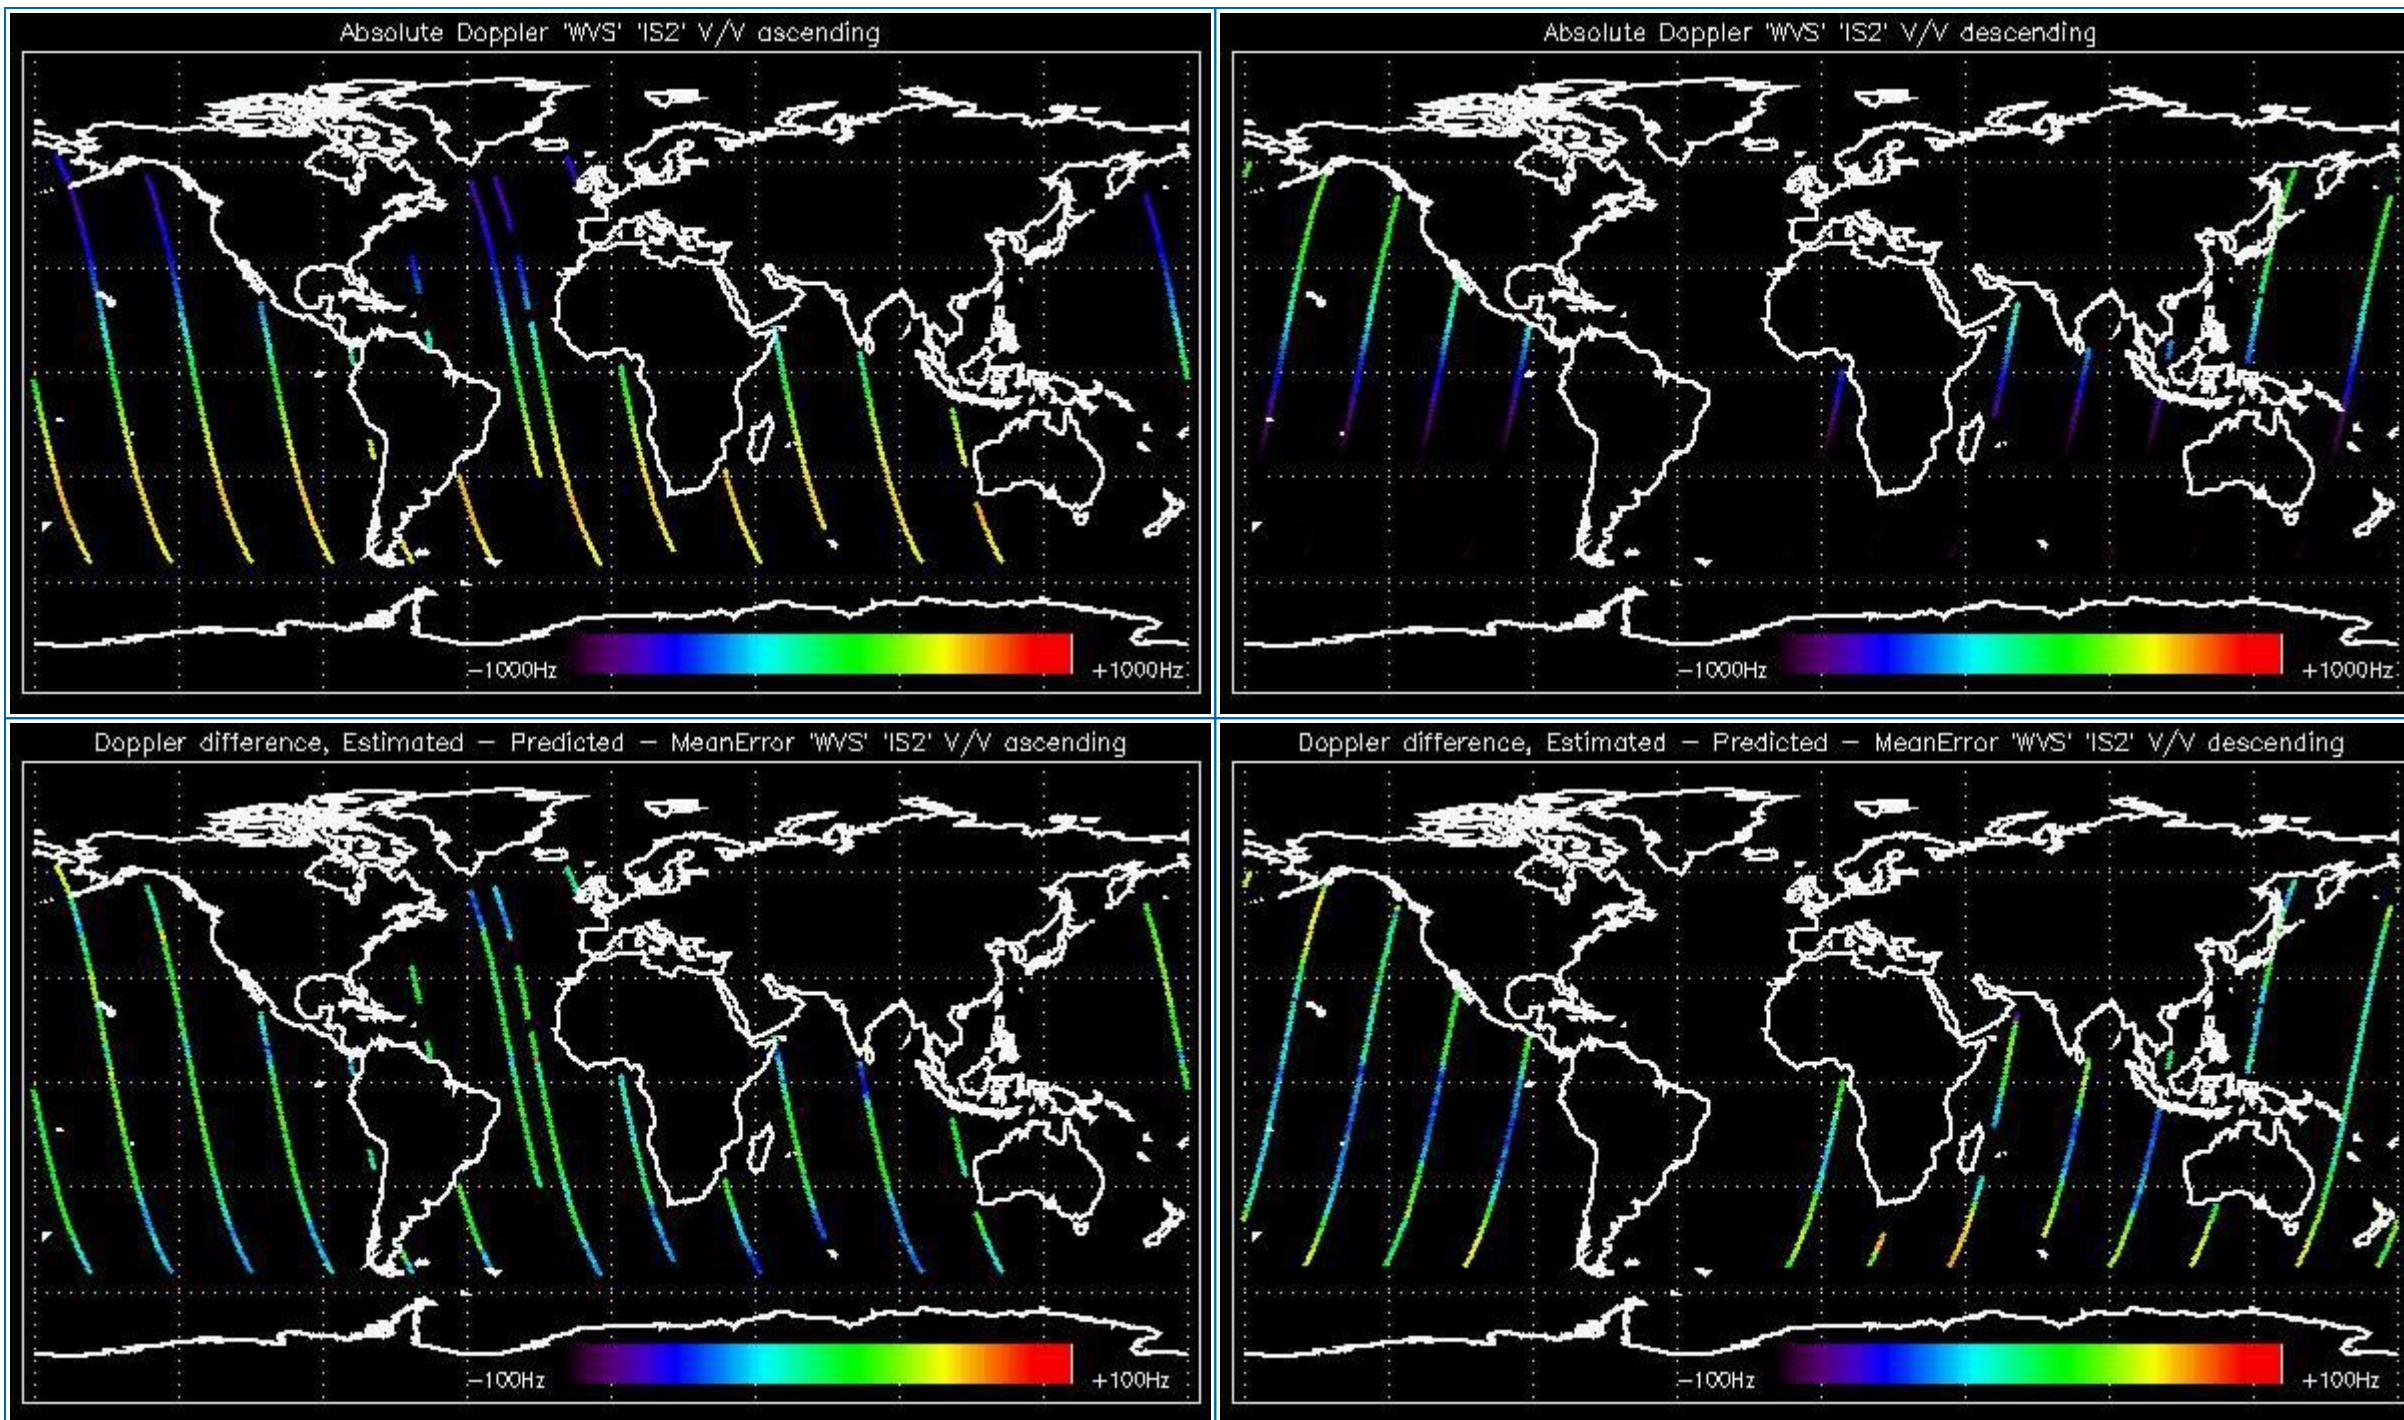 Absolute Doppler 'WVS' 'IS2' V/V ascending
-1000Hz
+1000Hz
Absolute Doppler 'WVS' 'IS2' V/V descending
-1000Hz
+1000Hz
Doppler difference, Estimated - Predicted - MeanError 'WVS' 'IS2' V/V ascending
-100Hz
+100Hz
Doppler difference, Estimated - Predicted - MeanError 'WVS' 'IS2' V/V descending
-100Hz
+100Hz